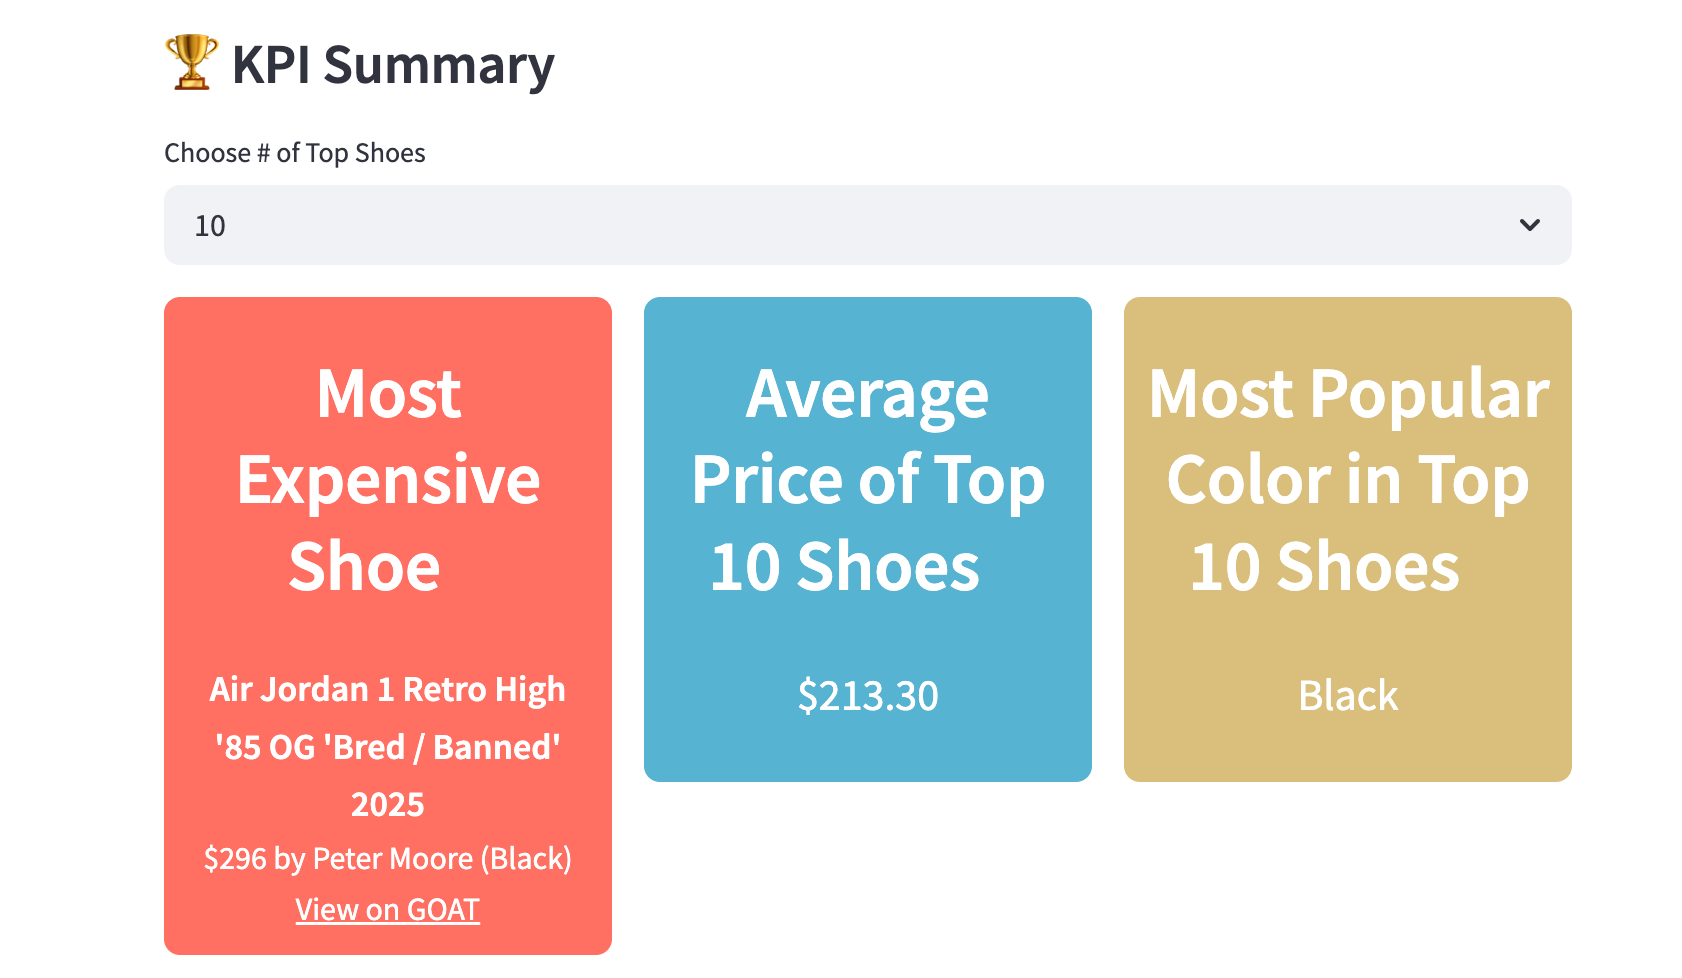 🏆 KPI Summary
Choose # of Top Shoes
10
Most
Expensive
Shoe
Air Jordan 1 Retro High
'85 OG 'Bred / Banned'
2025
$296 by Peter Moore (Black)
View on GOAT
Average
Price of Top
10 Shoes
$213.30
Most Popular
Color in Top
10 Shoes
Black